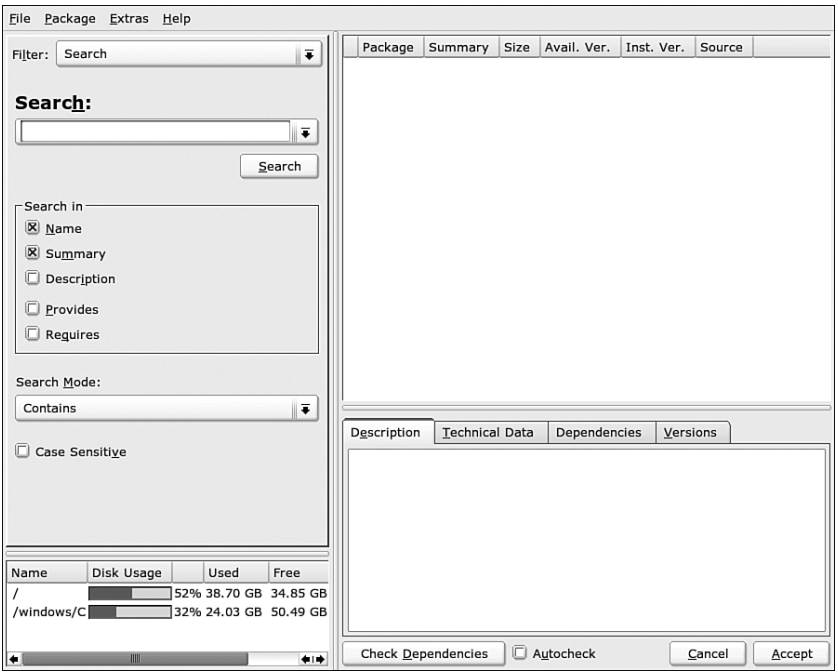 File Package Extras Help
Filter: Search
Search:
Search
Search in
Name
Summary
Description
Provides
Requires
Search Mode:
Contains
Case Sensitive
Name Disk Usage Used Free
/ 52% 38.70 GB 34.85 GB
/windows/C 32% 24.03 GB 50.49 GB
Package Summary Size Avail. Ver. Inst. Ver. Source
Description Technical Data Dependencies Versions
Check Dependencies Autocheck Cancel Accept